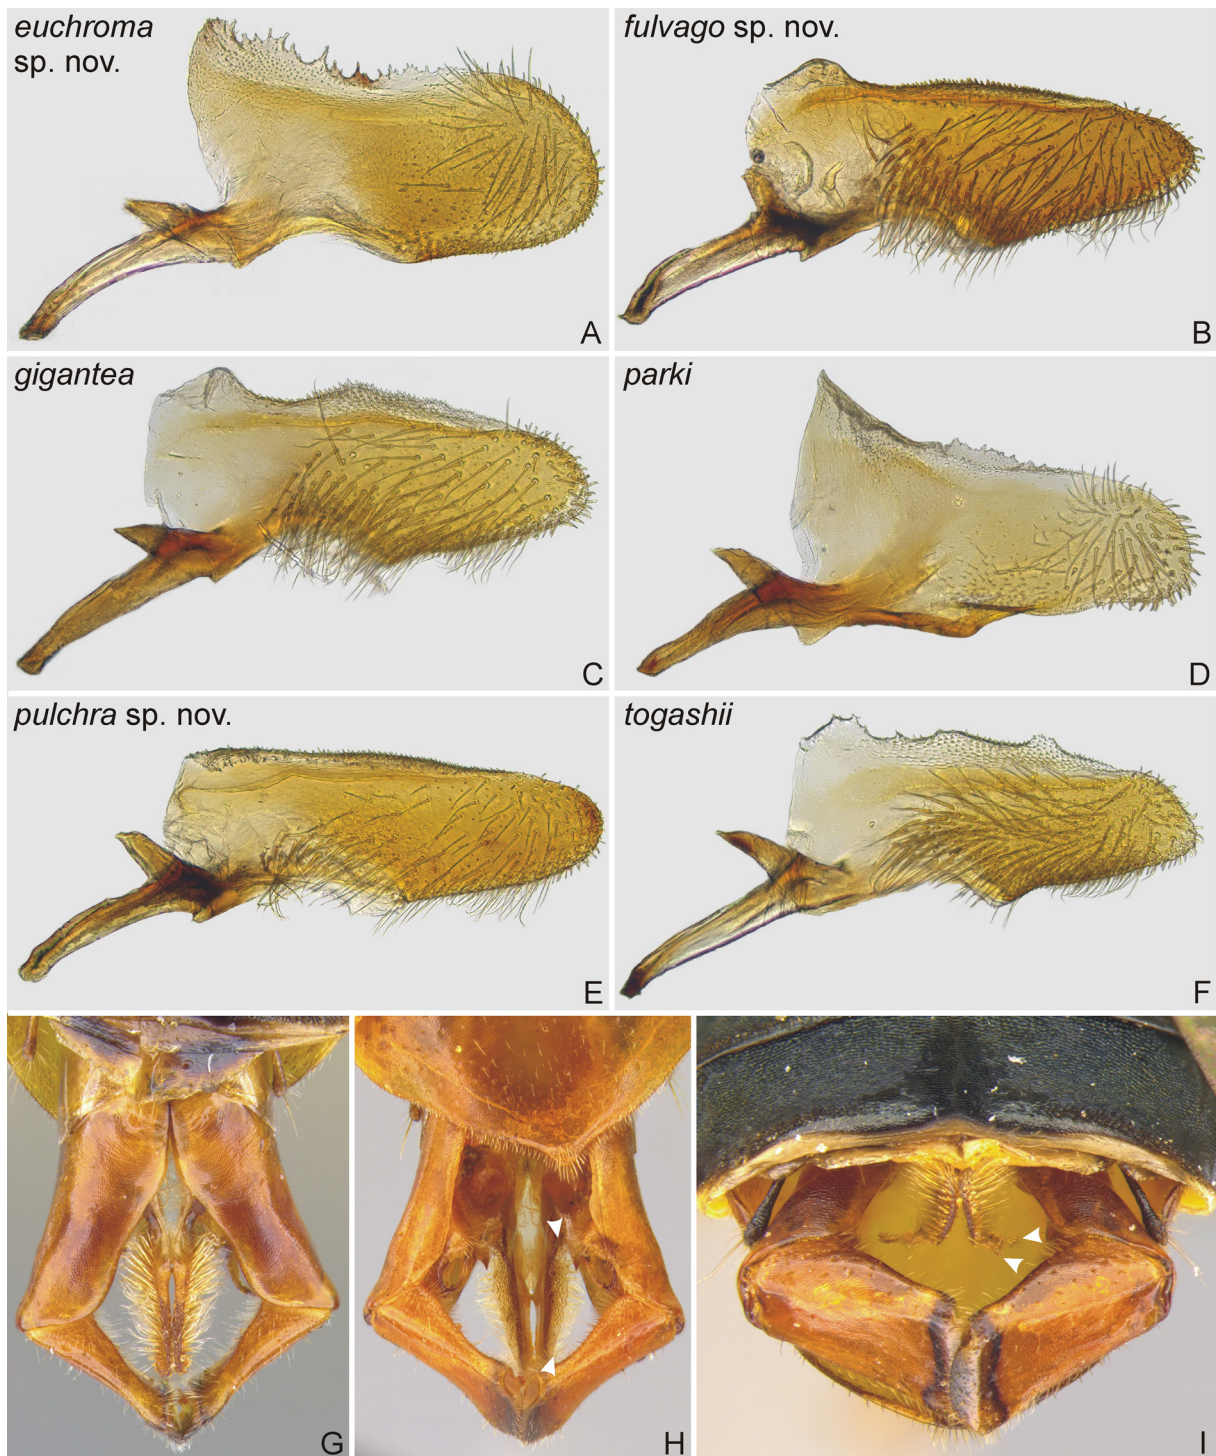 euchroma
sp. nov.
A
fulvago sp. nov.
B
gigantea
C
parki
D
pulchra sp. nov.
E
togashii
F
G
H
I